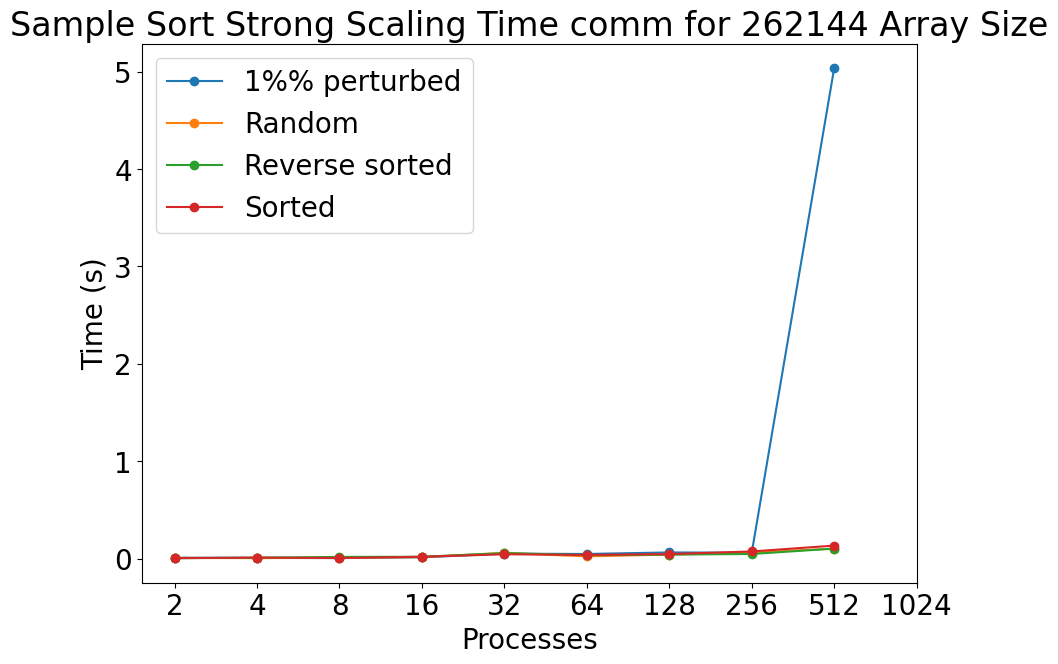 Sample Sort Strong Scaling Time comm for 262144 Array Size
1%% perturbed
Random
Reverse sorted
Sorted
Time (s)
5
4
3
2
1
0
2 4 8 16 32 64 128 256 512 1024
Processes